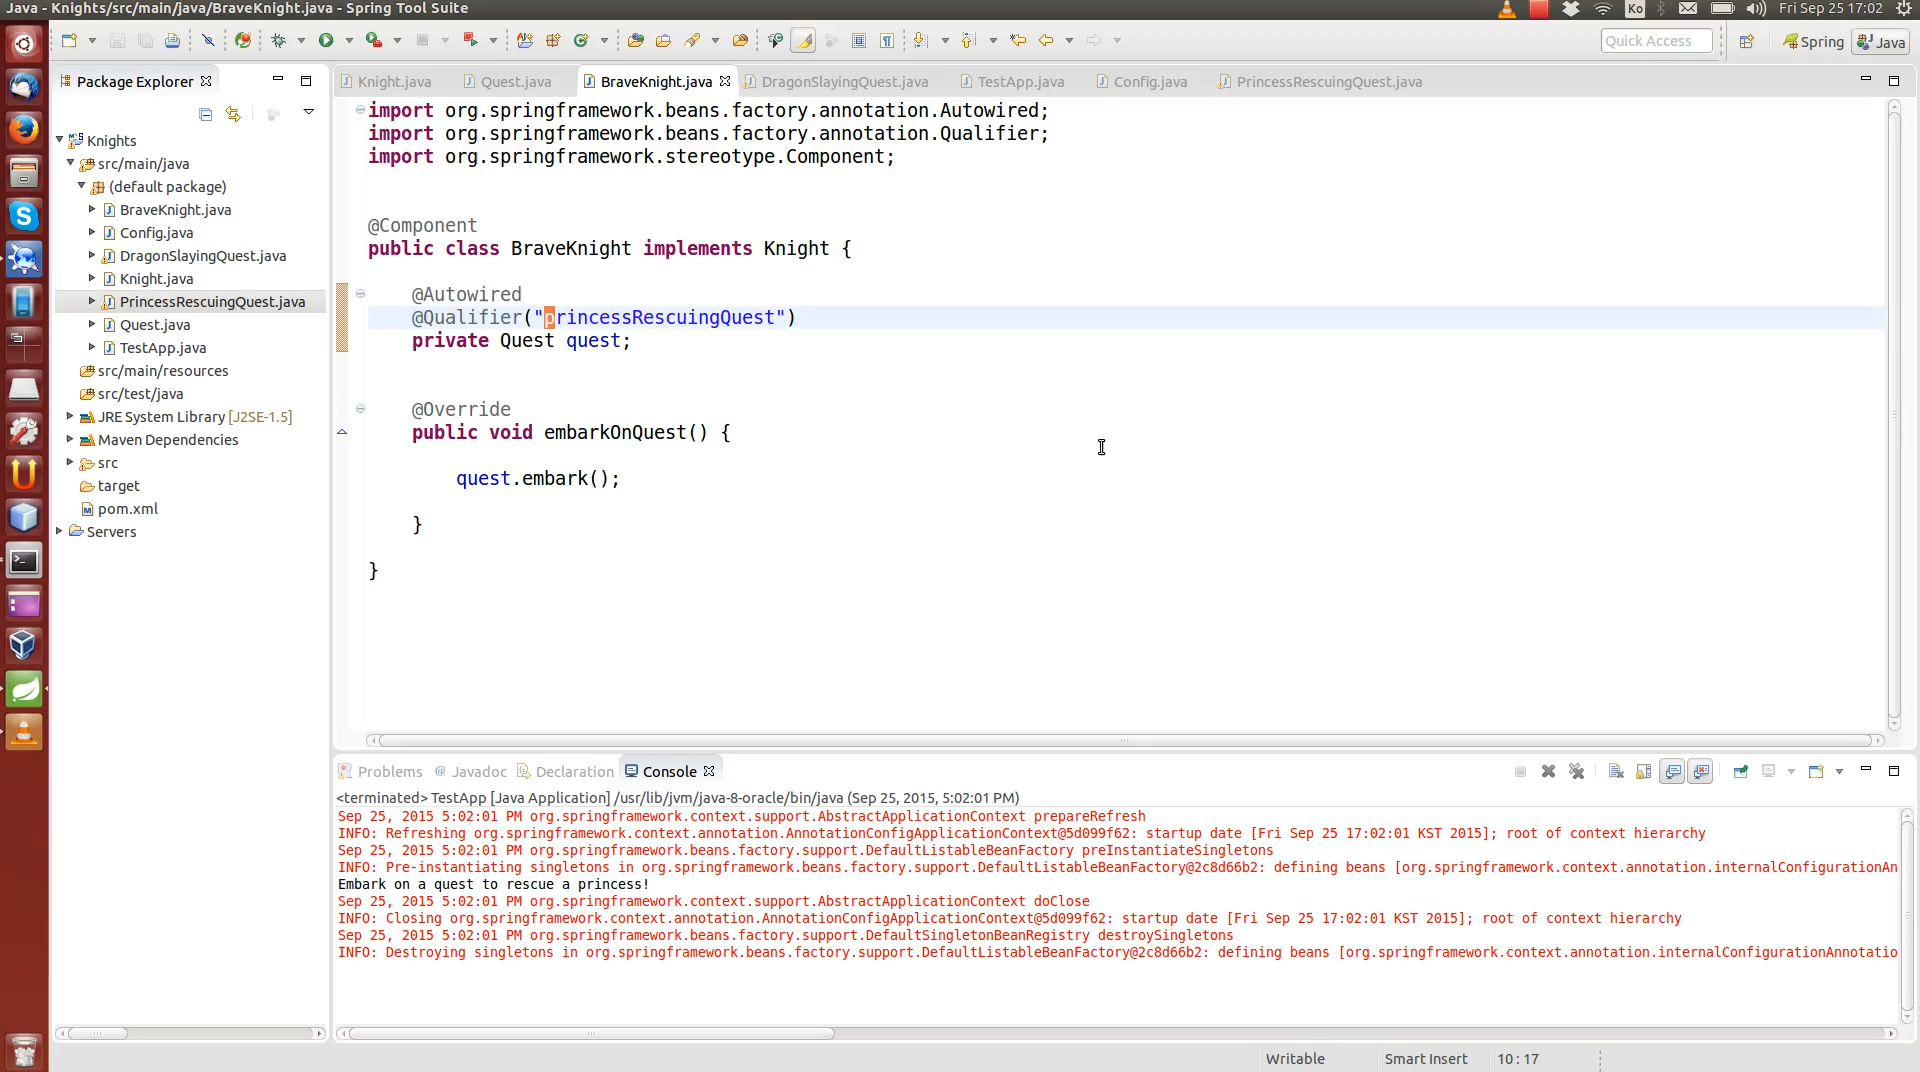 Java - Knights/src/main/java/BraveKnight.java - Spring Tool Suite
Ko
Fri Sep 25 17:02
Quick Access
Spring
Java
Package Explorer
Knights
src/main/java
(default package)
BraveKnight.java
Config.java
DragonSlayingQuest.java
Knight.java
PrincessRescuingQuest.java
Quest.java
TestApp.java
src/main/resources
src/test/java
JRE System Library [J2SE-1.5]
Maven Dependencies
src
target
pom.xml
Servers
Knight.java
Quest.java
BraveKnight.java
DragonSlayingQuest.java
TestApp.java
Config.java
PrincessRescuingQuest.java
import org.springframework.beans.factory.annotation.Autowired;
import org.springframework.beans.factory.annotation.Qualifier;
import org.springframework.stereotype.Component;
@Component
public class BraveKnight implements Knight {
@Autowired
@Qualifier("princessRescuingQuest")
private Quest quest;
@Override
public void embarkOnQuest() {
quest.embark();
}
}
Problems
@ Javadoc
Declaration
Console
<terminated> TestApp [Java Application] /usr/lib/jvm/java-8-oracle/bin/java (Sep 25, 2015, 5:02:01 PM)
Sep 25, 2015 5:02:01 PM org.springframework.context.support.AbstractApplicationContext prepareRefresh
INFO: Refreshing org.springframework.context.annotation.AnnotationConfigApplicationContext@5d099f62: startup date [Fri Sep 25 17:02:01 KST 2015]; root of context hierarchy
Sep 25, 2015 5:02:01 PM org.springframework.beans.factory.support.DefaultListableBeanFactory preInstantiateSingletons
INFO: Pre-instantiating singletons in org.springframework.beans.factory.support.DefaultListableBeanFactory@2c8d66b2: defining beans [org.springframework.context.annotation.internalConfigurationAn
Embark on a quest to rescue a princess!
Sep 25, 2015 5:02:01 PM org.springframework.context.support.AbstractApplicationContext doClose
INFO: Closing org.springframework.context.annotation.AnnotationConfigApplicationContext@5d099f62: startup date [Fri Sep 25 17:02:01 KST 2015]; root of context hierarchy
Sep 25, 2015 5:02:01 PM org.springframework.beans.factory.support.DefaultSingletonBeanRegistry destroySingletons
INFO: Destroying singletons in org.springframework.beans.factory.support.DefaultListableBeanFactory@2c8d66b2: defining beans [org.springframework.context.annotation.internalConfigurationAnnotatio
Writable
Smart Insert
10 : 17